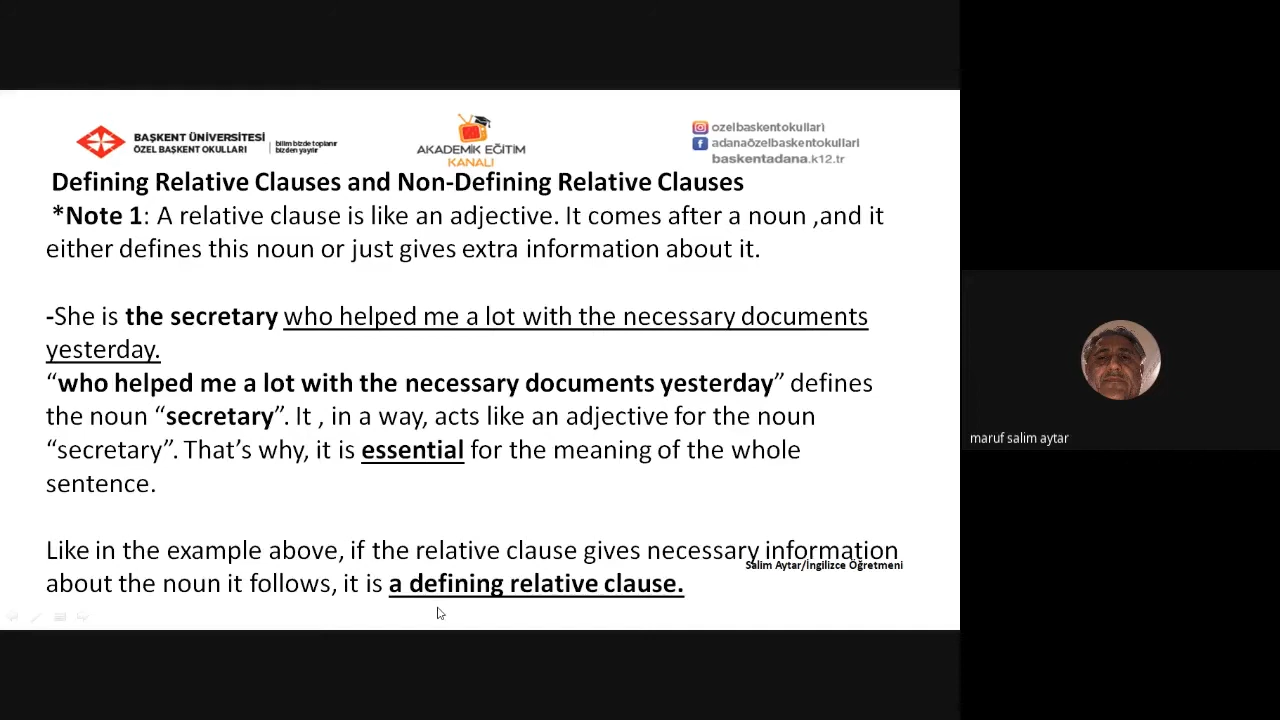 BAŞKENT ÜNİVERSİTESİ
ÖZEL BAŞKENT OKULLARI
bilim bizde toplanır
bizden yayılır
AKADEMİK EĞİTİM
KANALI
ozelbaskentokullari
adanaözelbaskentokullari
baskentadana.k12.tr
Defining Relative Clauses and Non-Defining Relative Clauses
*Note 1: A relative clause is like an adjective. It comes after a noun ,and it
either defines this noun or just gives extra information about it.
-She is the secretary who helped me a lot with the necessary documents
yesterday.
“who helped me a lot with the necessary documents yesterday” defines
the noun “secretary”. It , in a way, acts like an adjective for the noun
“secretary”. That’s why, it is essential for the meaning of the whole
sentence.
Like in the example above, if the relative clause gives necessary information
about the noun it follows, it is a defining relative clause.
Salim Aytar/İngilizce Öğretmeni
maruf salim aytar